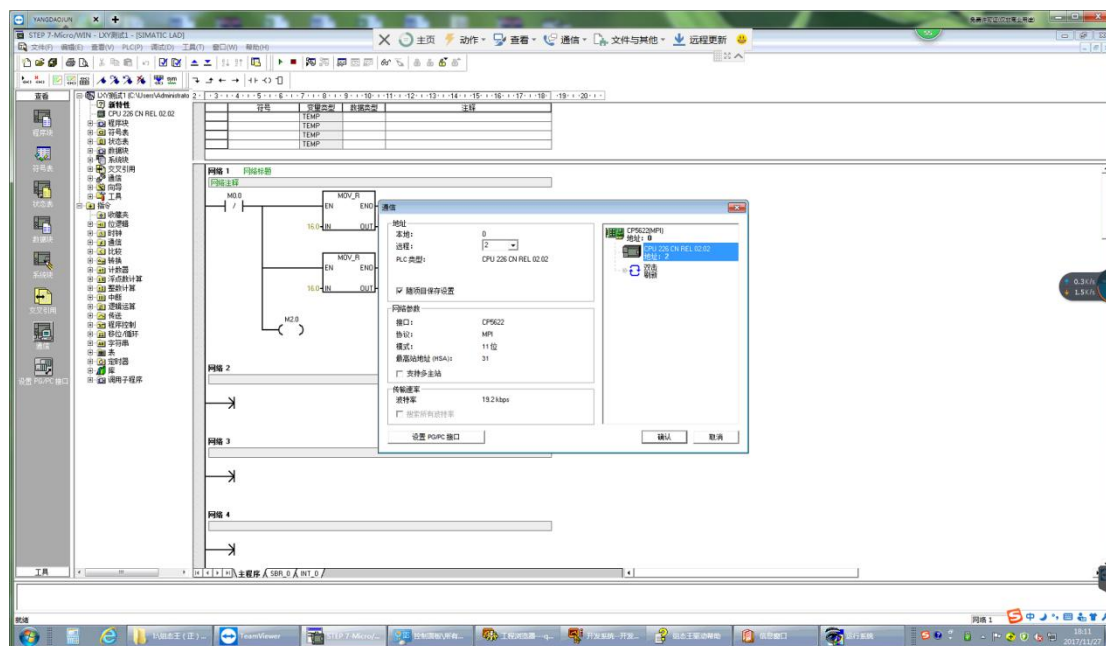 YANGDAOJUN
STEP 7-Micro/WIN - LXY测试1 - [SIMATIC LAD]
主页 动作 查看 通信 文件与其他 远程更新
文件(F) 编辑(E) 查看(V) PLC(P) 调试(D) 工具(T) 窗口(W) 帮助(H)
查看
程序块
符号表
状态表
数据块
系统块
交叉引用
通信
设置 PG/PC 接口
工具
LXY测试1 (C:\Users\Administrato
新特性
CPU 226 CN REL 02.02
程序块
符号表
状态表
数据块
系统块
交叉引用
通信
向导
工具
指令
收藏夹
位逻辑
时钟
通信
比较
转换
计数器
浮点数计算
整数计算
中断
逻辑运算
传送
程序控制
移位/循环
字符串
表
定时器
库
调用子程序
符号 变量类型 数据类型 注释
TEMP
TEMP
TEMP
TEMP
网络 1 网络标题
网络注释
M0.0
MOV_R
EN ENO
16.0 IN OUT
MOV_R
EN ENO
16.0 IN OUT
M2.0
网络 2
网络 3
网络 4
主程序 SBR_0 INT_0
通信
地址
本地: 0
远程: 2
PLC 类型: CPU 226 CN REL 02.02
随项目保存设置
网络参数
接口: CP5622
协议: MPI
模式: 11 位
最高站地址 (HSA): 31
支持多主站
传输速率
波特率 19.2 kbps
搜索所有波特率
设置 PG/PC 接口
CP5622(MPI)
地址: 0
CPU 226 CN REL 02.02
地址: 2
双击
刷新
确认 取消
0.3K/s
1.5K/s
就绪
网络 1
TeamViewer
STEP 7-Micro/...
信息窗口
运行系统
18:11
2017/11/27